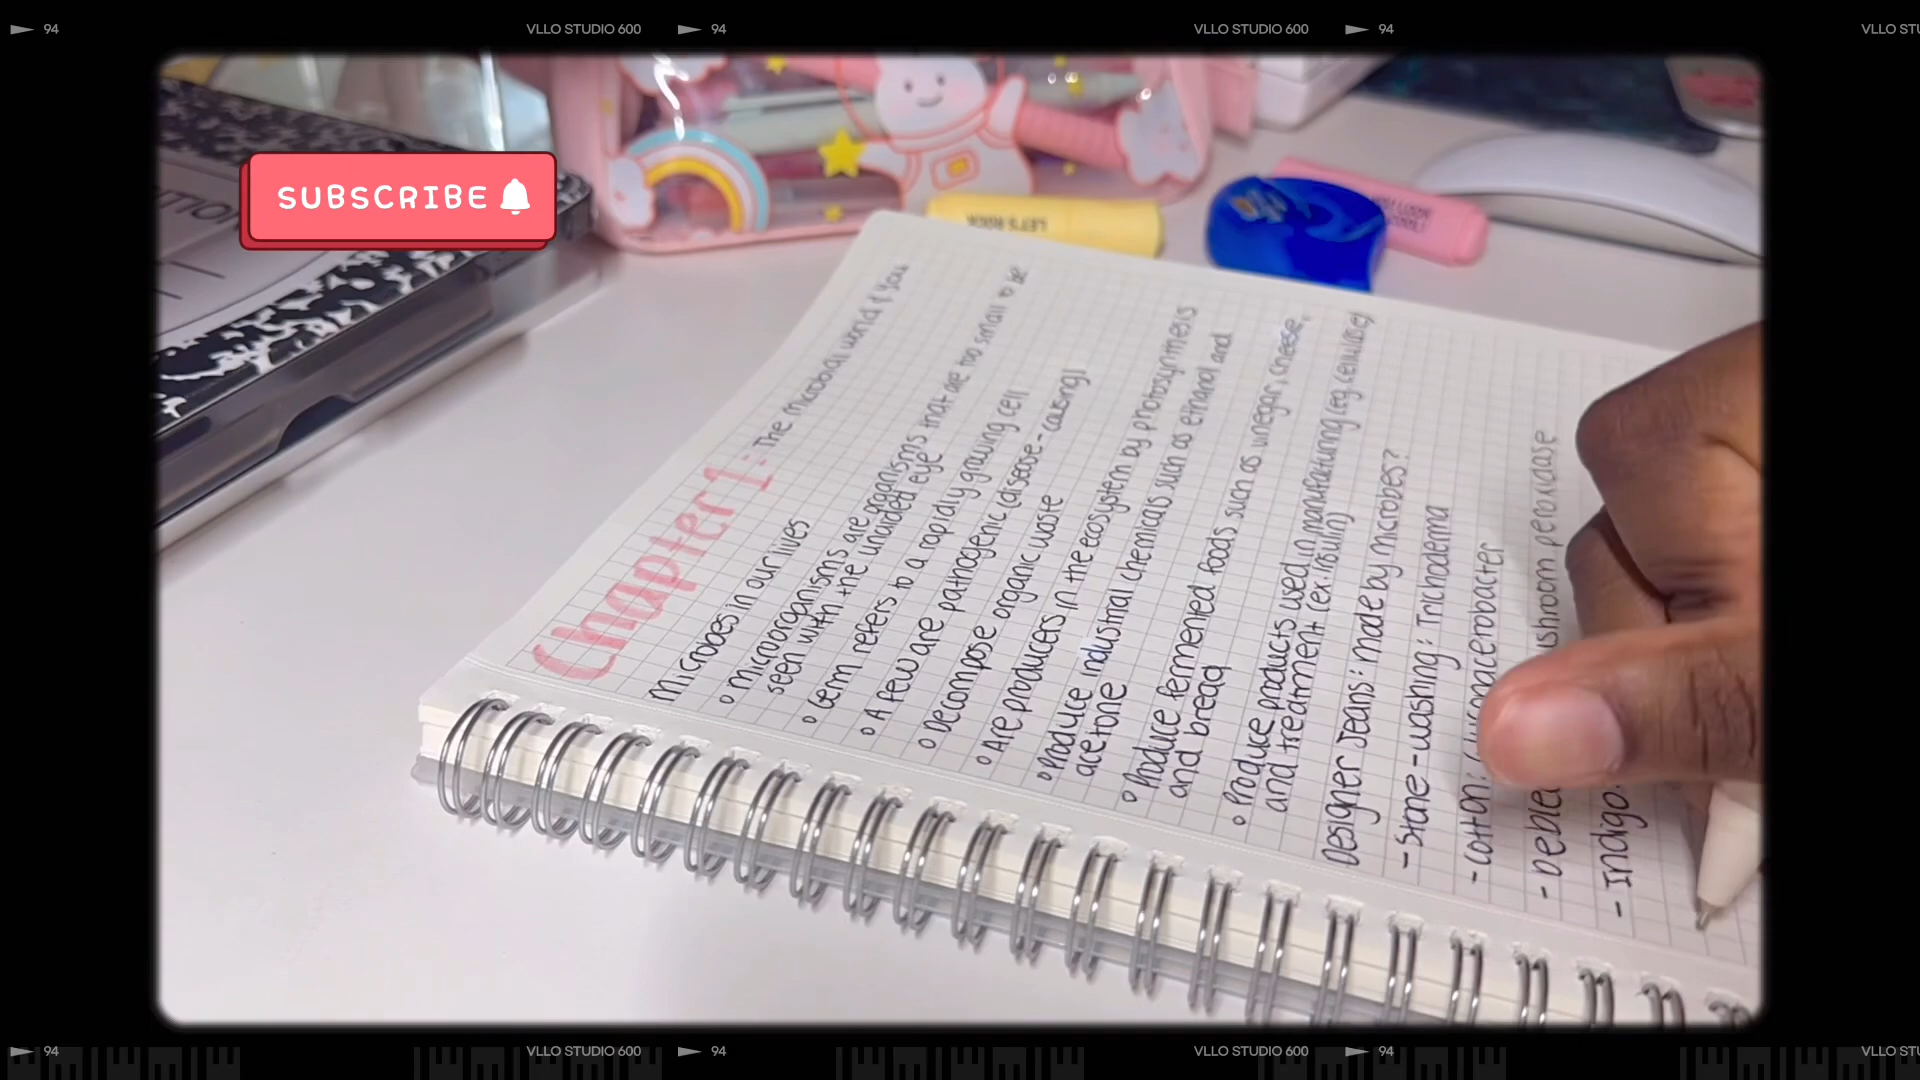 94 VLLO STUDIO 600 94 VLLO STUDIO 600 94
SUBSCRIBE
LET'S ROCK
Chapter 1: The Microbial world & You
Microbes in our lives
° Microorganisms are organisms that are too small to be
seen with the unaided eye
° Germ refers to a rapidly growing cell
° A few are pathogenic (disease-causing)
° Decompose organic waste
° Are producers in the ecosystem by photosynthesis
° Produce industrial chemicals such as ethanol and
acetone
° Produce fermented foods such as vinegar, cheese,
and bread
° Produce products used in manufacturing (eg. cellulose)
and treatment (ex insulin)
Designer Jeans: made by Microbes?
- Stone-washing: Trichoderma
- Cotton:
- ushroom peroxidase
- Indigo:
94 VLLO STUDIO 600 94 VLLO STUDIO 600 94